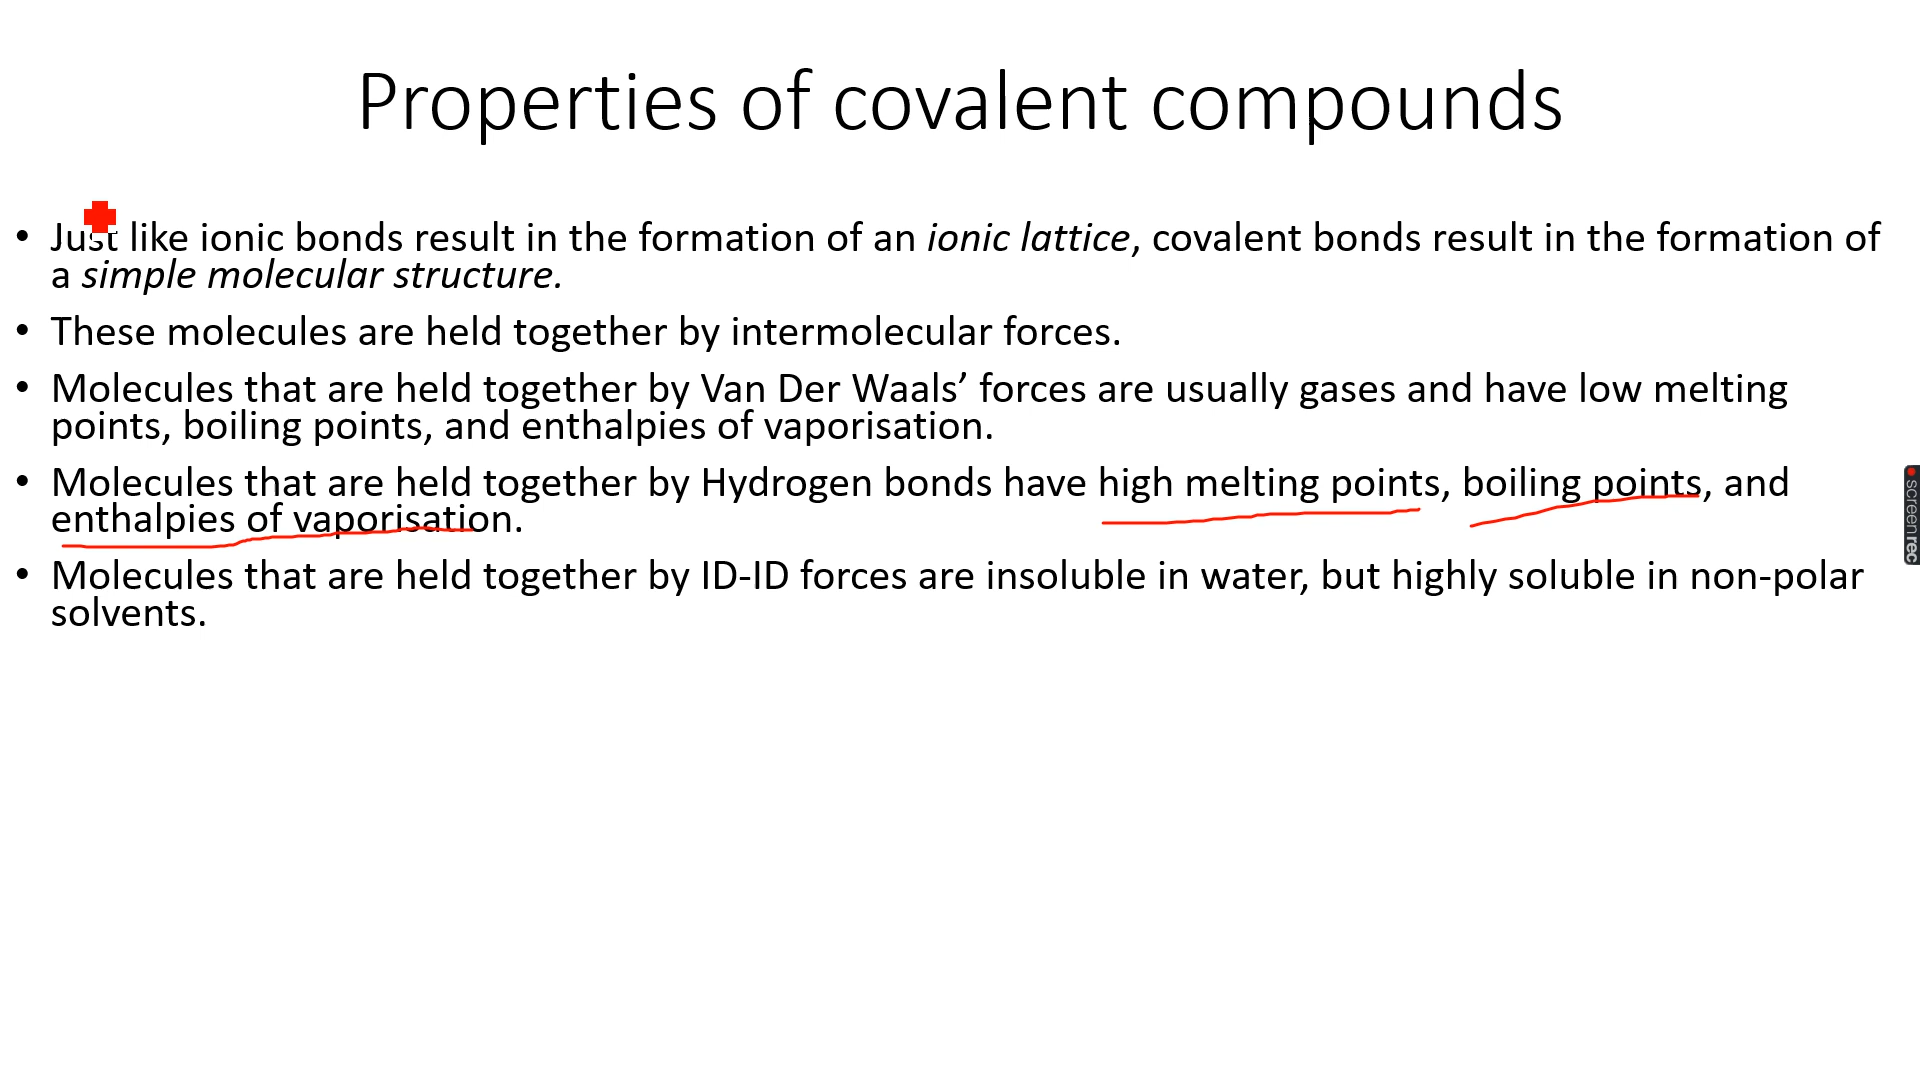 Properties of covalent compounds
• Just like ionic bonds result in the formation of an ionic lattice, covalent bonds result in the formation of
a simple molecular structure.
• These molecules are held together by intermolecular forces.
• Molecules that are held together by Van Der Waals’ forces are usually gases and have low melting
points, boiling points, and enthalpies of vaporisation.
• Molecules that are held together by Hydrogen bonds have high melting points, boiling points, and
enthalpies of vaporisation.
• Molecules that are held together by ID-ID forces are insoluble in water, but highly soluble in non-polar
solvents.
screenrec